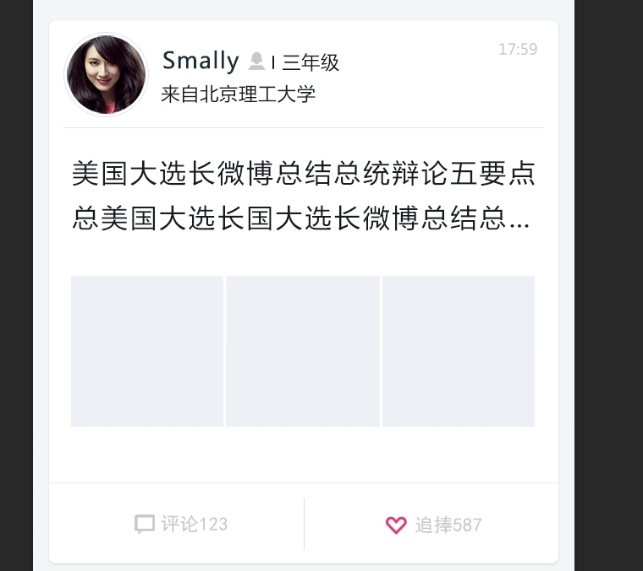 Smally | 三年级
17:59
来自北京理工大学
美国大选长微博总结总统辩论五要点
总美国大选长国大选长微博总结总...
评论123
追捧587